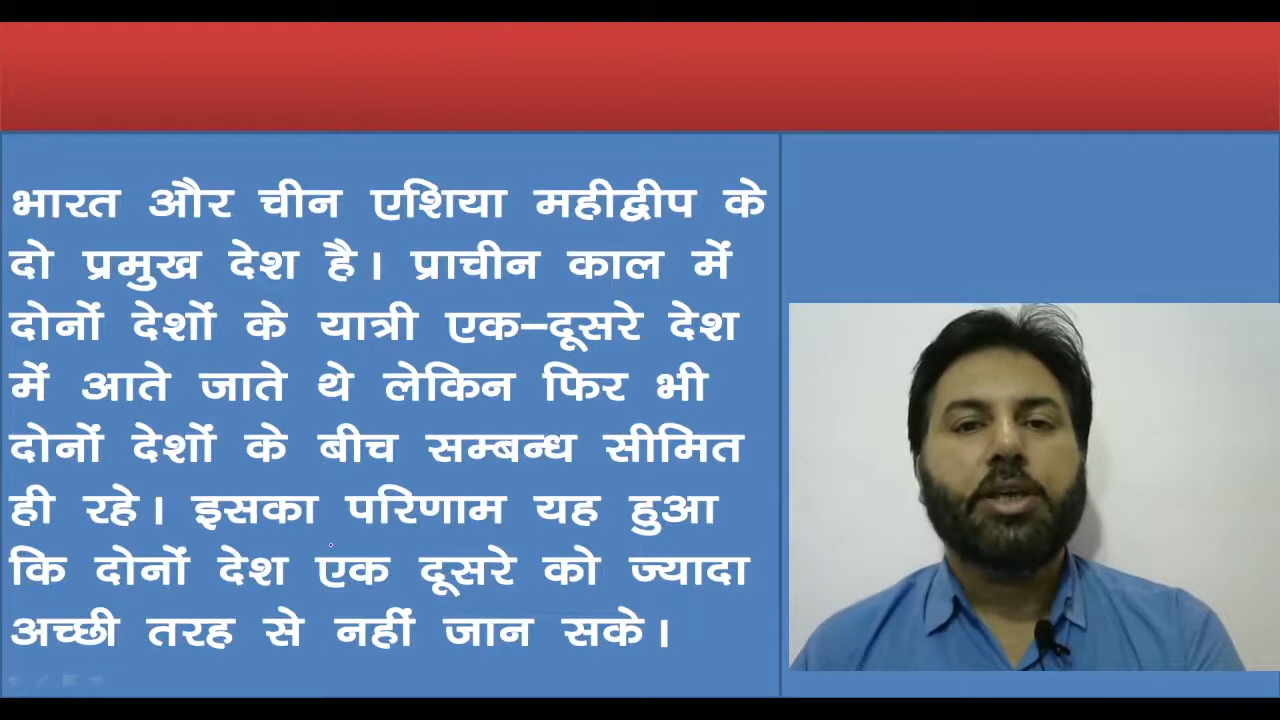 भारत और चीन एशिया महीद्वीप के
दो प्रमुख देश है। प्राचीन काल में
दोनों देशों के यात्री एक–दूसरे देश
में आते जाते थे लेकिन फिर भी
दोनों देशों के बीच सम्बन्ध सीमित
ही रहे। इसका परिणाम यह हुआ
कि दोनों देश एक दूसरे को ज्यादा
अच्छी तरह से नहीं जान सके।